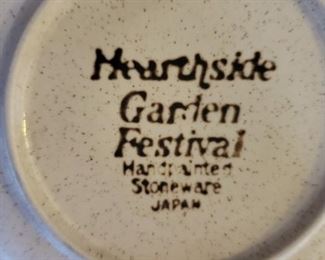 Hearthside
Garden
Festival
Handpainted
Stoneware
JAPAN